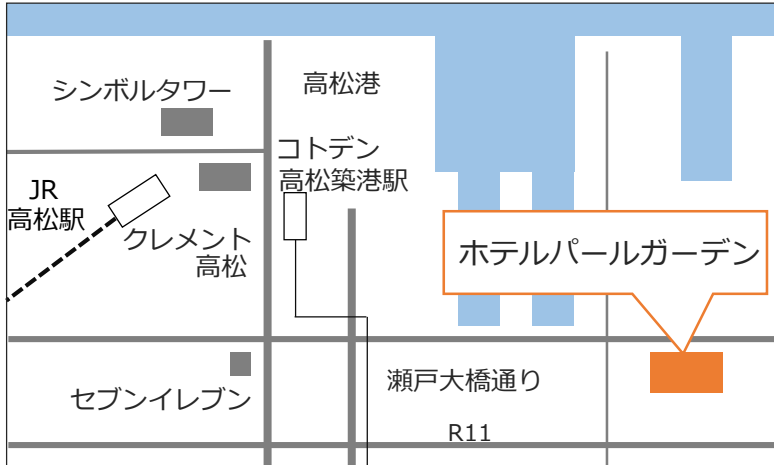 シンボルタワー
高松港
コトデン
高松築港駅
JR
高松駅
クレメント
高松
ホテルパールガーデン
瀬戸大橋通り
セブンイレブン
R11